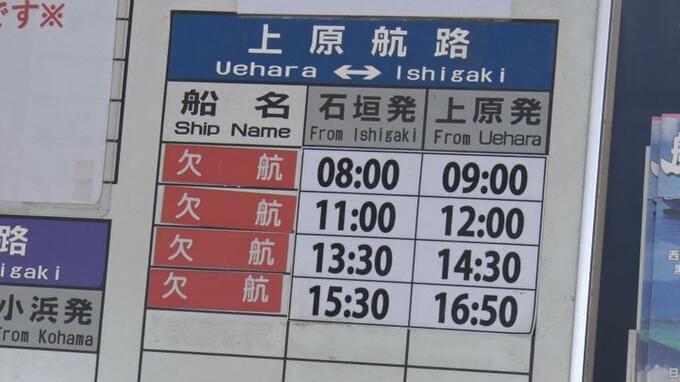 です※
上原航路
Uehara ↔ Ishigaki
船名 石垣発 上原発
Ship Name From Ishigaki From Uehara
欠航 08:00 09:00
欠航 11:00 12:00
欠航 13:30 14:30
欠航 15:30 16:50
路
igaki
小浜発
From Kohama